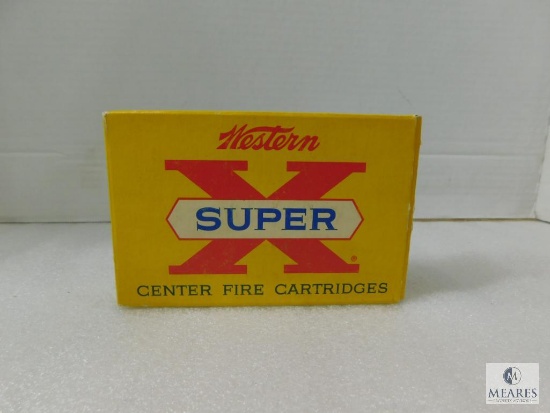 Western
X
SUPER
®
CENTER FIRE CARTRIDGES
M
MEARES